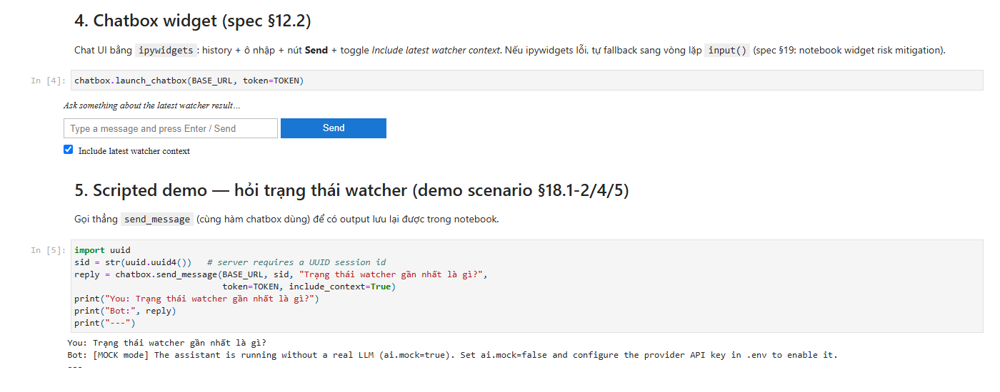 4. Chatbox widget (spec §12.2)
Chat UI bằng ipywidgets: history + ô nhập + nút Send + toggle Include latest watcher context. Nếu ipywidgets lỗi, tự fallback sang vòng lặp input() (spec §19: notebook widget risk mitigation).
In [4]: chatbox.launch_chatbox(BASE_URL, token=TOKEN)
Ask something about the latest watcher result…
Type a message and press Enter / Send Send
Include latest watcher context
5. Scripted demo — hỏi trạng thái watcher (demo scenario §18.1-2/4/5)
Gọi thẳng send_message (cùng hàm chatbox dùng) để có output lưu lại được trong notebook.
In [5]: import uuid
sid = str(uuid.uuid4())   # server requires a UUID session id
reply = chatbox.send_message(BASE_URL, sid, "Trạng thái watcher gần nhất là gì?",
                             token=TOKEN, include_context=True)
print("You: Trạng thái watcher gần nhất là gì?")
print("Bot:", reply)
print("---")
You: Trạng thái watcher gần nhất là gì?
Bot: [MOCK mode] The assistant is running without a real LLM (ai.mock=true). Set ai.mock=false and configure the provider API key in .env to enable it.
---